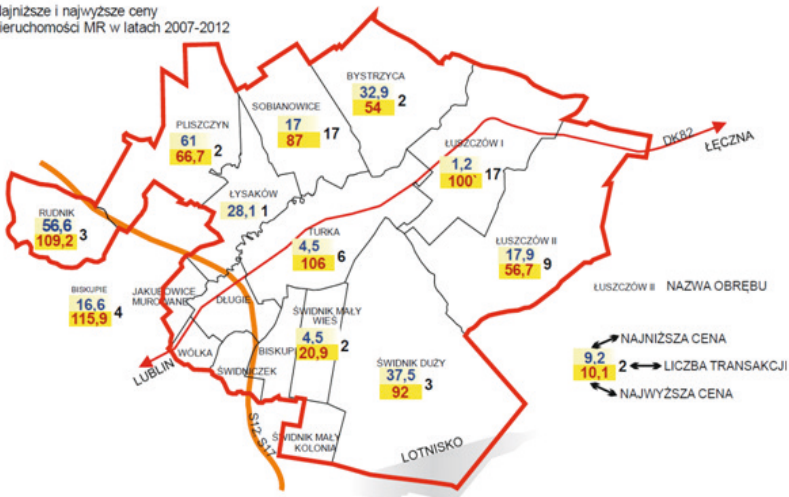 Najniższe i najwyższe ceny
nieruchomości MR w latach 2007-2012
BYSTRZYCA
32,9
54 2
SOBIANOWICE
17
87 17
PLISZCZYN
61
66,7 2
DK82
ŁĘCZNA
ŁUSZCZÓW I
1,2
100` 17
ŁYSAKÓW
28,1 1
RUDNIK
56,6
109,2 3
TURKA
4,5
106 6
ŁUSZCZÓW II
17,9
56,7 9
BISKUPIE
16,6
115,9 4
JAKUBOWICE
MUROWANE
DŁUGIE
ŁUSZCZÓW II NAZWA OBRĘBU
ŚWIDNIK MAŁY
WIEŚ
4,5
20,9 2
WÓLKA
BISKUPI
LUBLIN
ŚWIDNICZEK
ŚWIDNIK DUŻY
37,5
92 3
NAJNIŻSZA CENA
9,2
10,1 2 LICZBA TRANSAKCJI
NAJWYŻSZA CENA
S12-S17
ŚWIDNIK MAŁY
KOLONIA
LOTNISKO